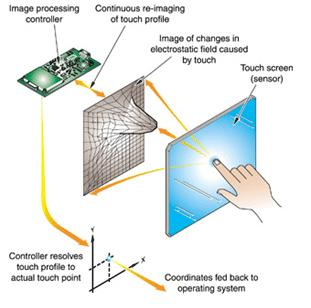 Image processing
controller
Continuous re-imaging
of touch profile
Image of changes in
electrostatic field caused
by touch
Touch screen
(sensor)
Controller resolves
touch profile to
actual touch point
Y
X
Coordinates fed back to
operating system